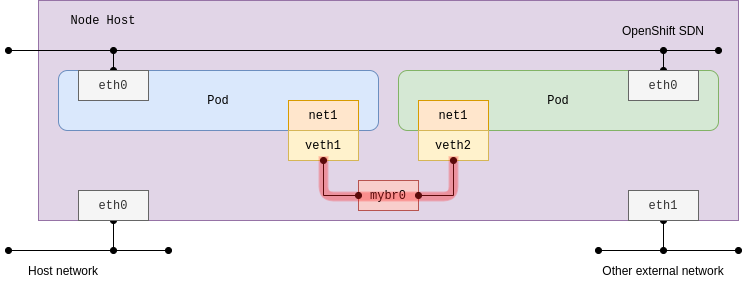 Node Host
OpenShift SDN
eth0
Pod
Pod
eth0
net1
net1
veth1
veth2
mybr0
eth0
eth1
Host network
Other external network